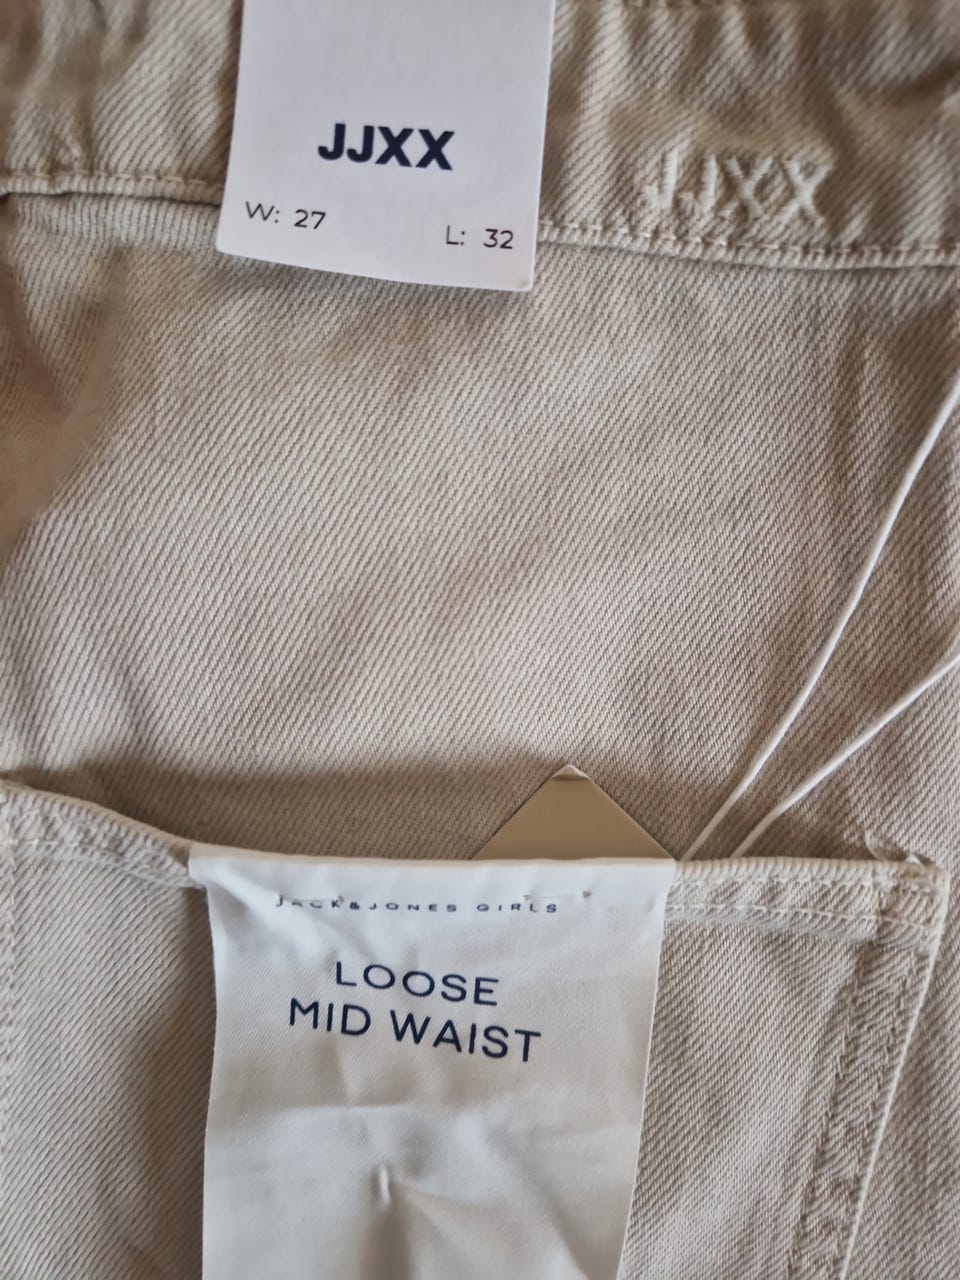 JJXX
JJXX
W: 27
L: 32
JACK&JONES GIRLS
LOOSE
MID WAIST